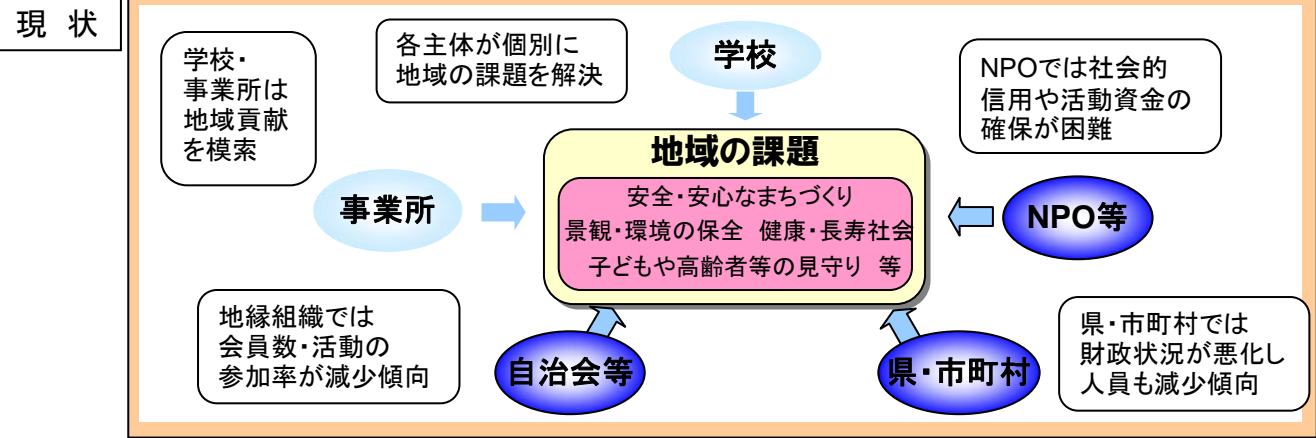 現 状
学校・
事業所は
地域貢献
を模索
各主体が個別に
地域の課題を解決
学校
NPOでは社会的
信用や活動資金の
確保が困難
地域の課題
安全・安心なまちづくり
景観・環境の保全 健康・長寿社会
子どもや高齢者等の見守り 等
事業所
NPO等
地縁組織では
会員数・活動の
参加率が減少傾向
自治会等
県・市町村
県・市町村では
財政状況が悪化し
人員も減少傾向